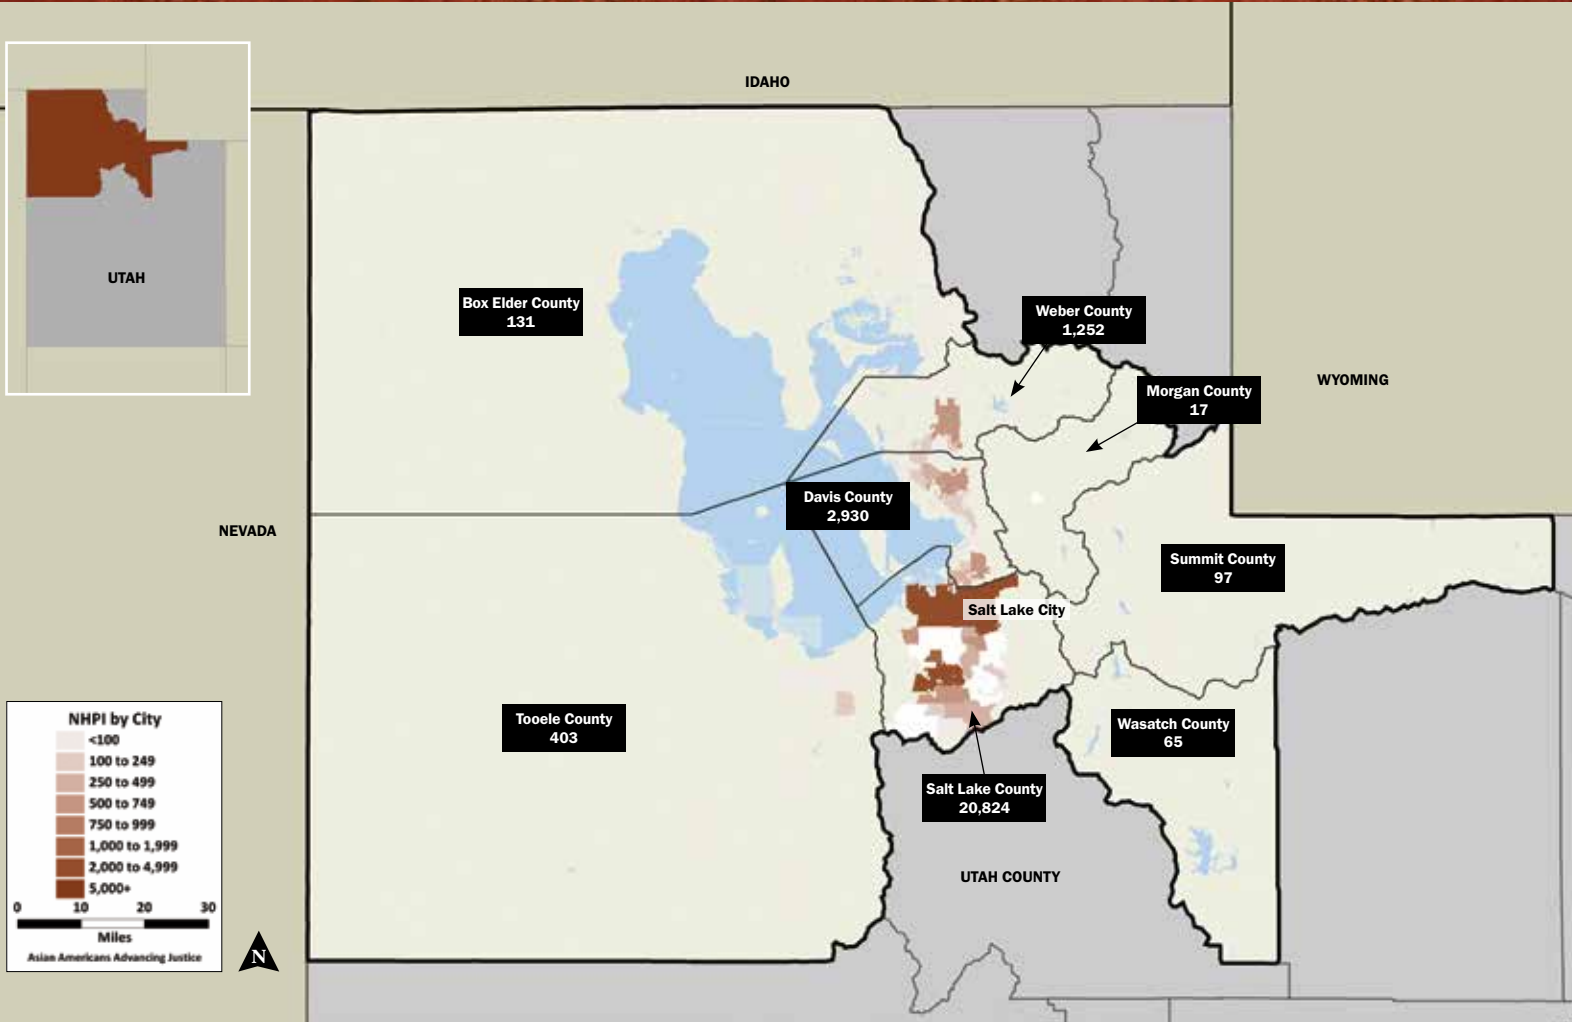 IDAHO
UTAH
Box Elder County
131
Weber County
1,252
WYOMING
Morgan County
17
Davis County
2,930
NEVADA
Summit County
97
Salt Lake City
Tooele County
403
Wasatch County
65
Salt Lake County
20,824
UTAH COUNTY
NHPI by City
<100
100 to 249
250 to 499
500 to 749
750 to 999
1,000 to 1,999
2,000 to 4,999
5,000+
0 10 20 30
Miles
Asian Americans Advancing Justice
N